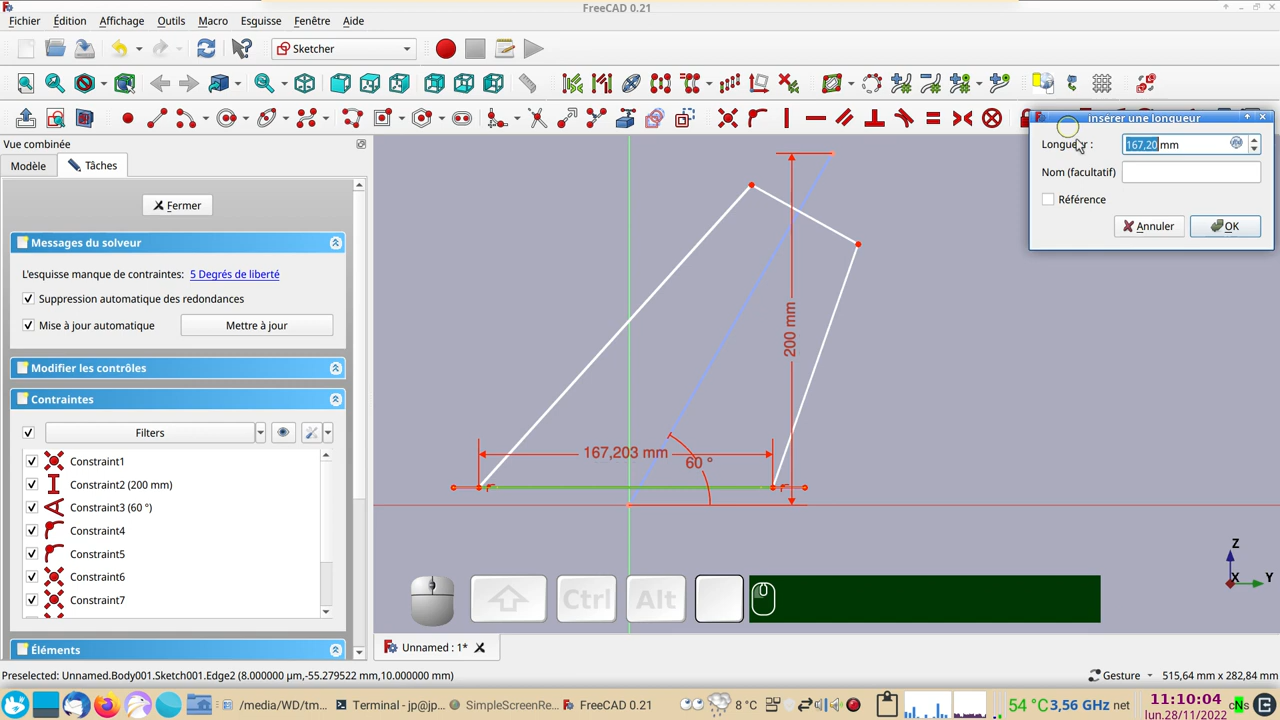 FreeCAD 0.21
Fichier Édition Affichage Outils Macro Esquisse Fenêtre Aide
Sketcher
Vue combinée
Modèle Tâches
Fermer
Messages du solveur
L'esquisse manque de contraintes: 5 Degrés de liberté
Suppression automatique des redondances
Mise à jour automatique Mettre à jour
Modifier les contrôles
Contraintes
Filters
Constraint1
Constraint2 (200 mm)
Constraint3 (60 °)
Constraint4
Constraint5
Constraint6
Constraint7
Éléments
insérer une longueur
Longueur : 167,20 mm
Nom (facultatif)
Référence
Annuler OK
200 mm
167,203 mm
60 °
Z
X Y
Ctrl Alt
Unnamed : 1*
Preselected: Unnamed.Body001.Sketch001.Edge2 (8.000000 µm,-55.279522 mm,10.000000 mm)
Gesture 515,64 mm x 282,84 mm
/media/WD/tm... Terminal - jp@jp... SimpleScreenRe... FreeCAD 0.21
8 °C
54 °C 3,56 GHz net
11:10:04
lun.28/11/2022
cNs